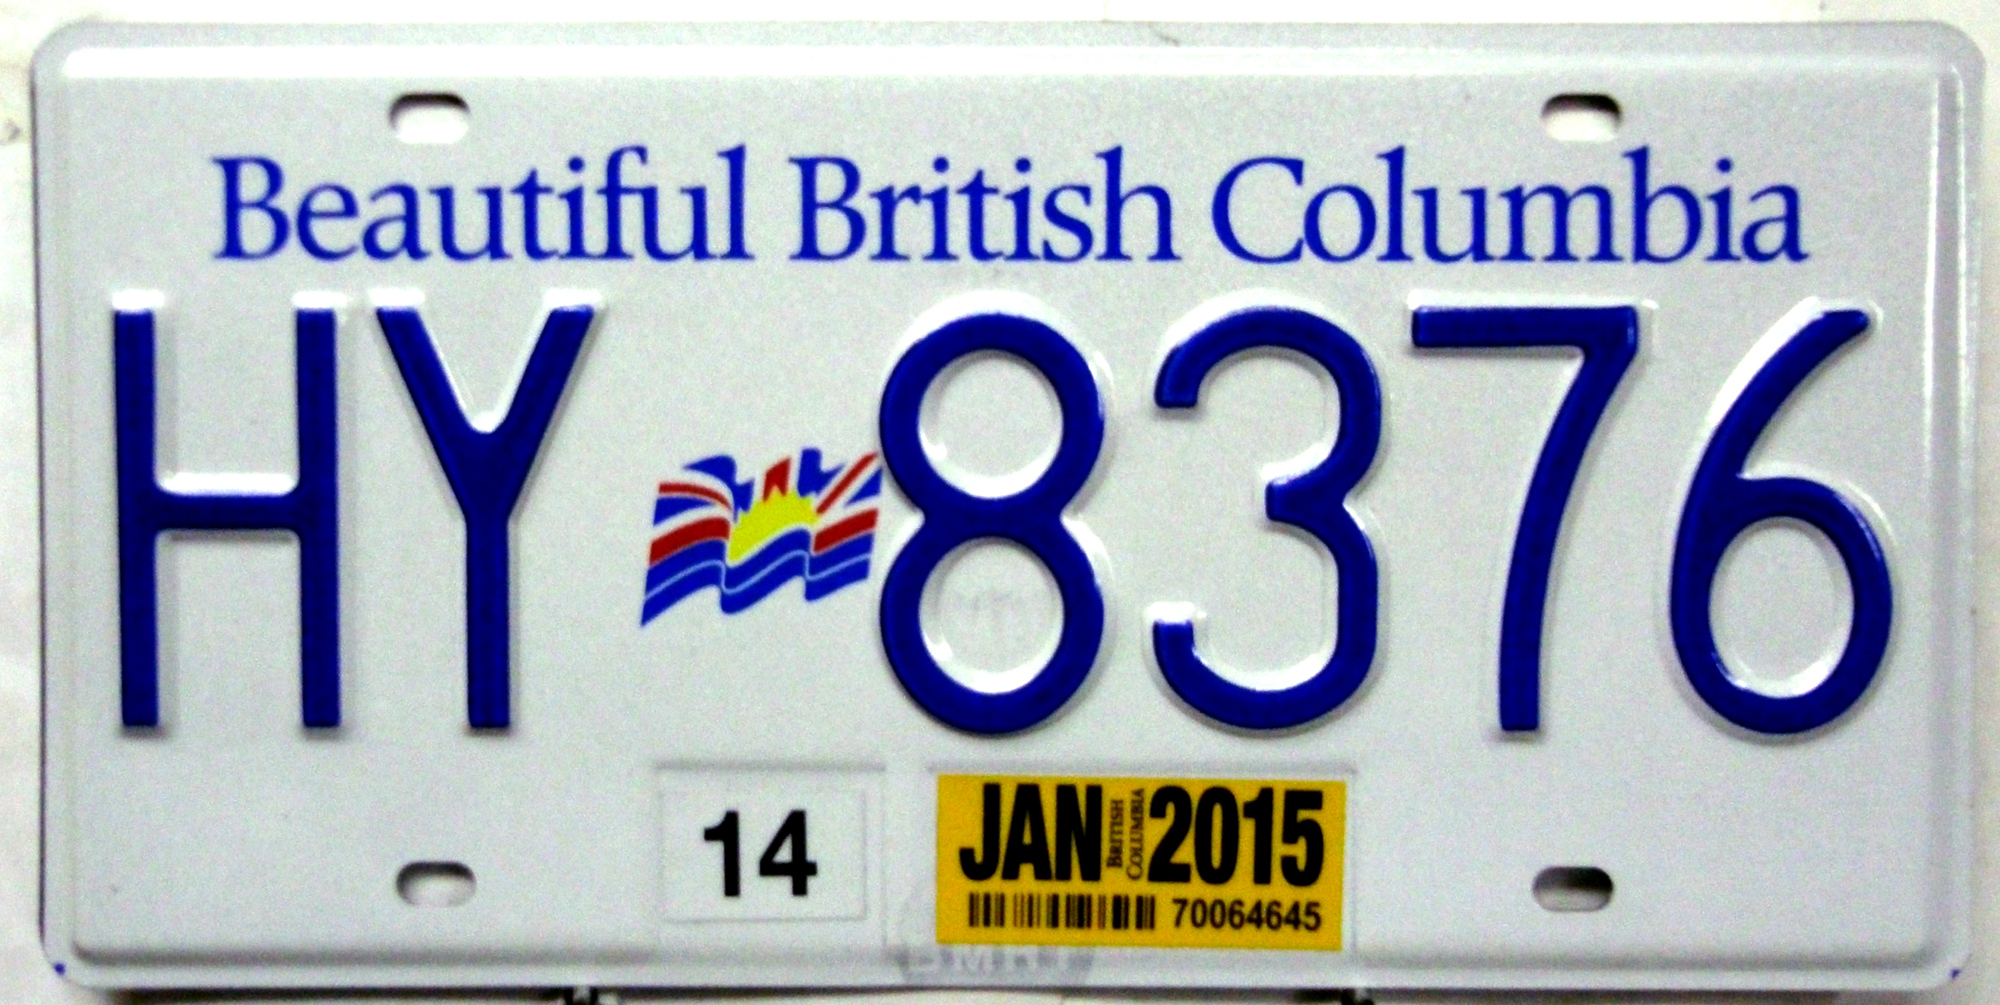 Beautiful British Columbia
HY 8376
14
JAN BRITISH COLUMBIA 2015
70064645